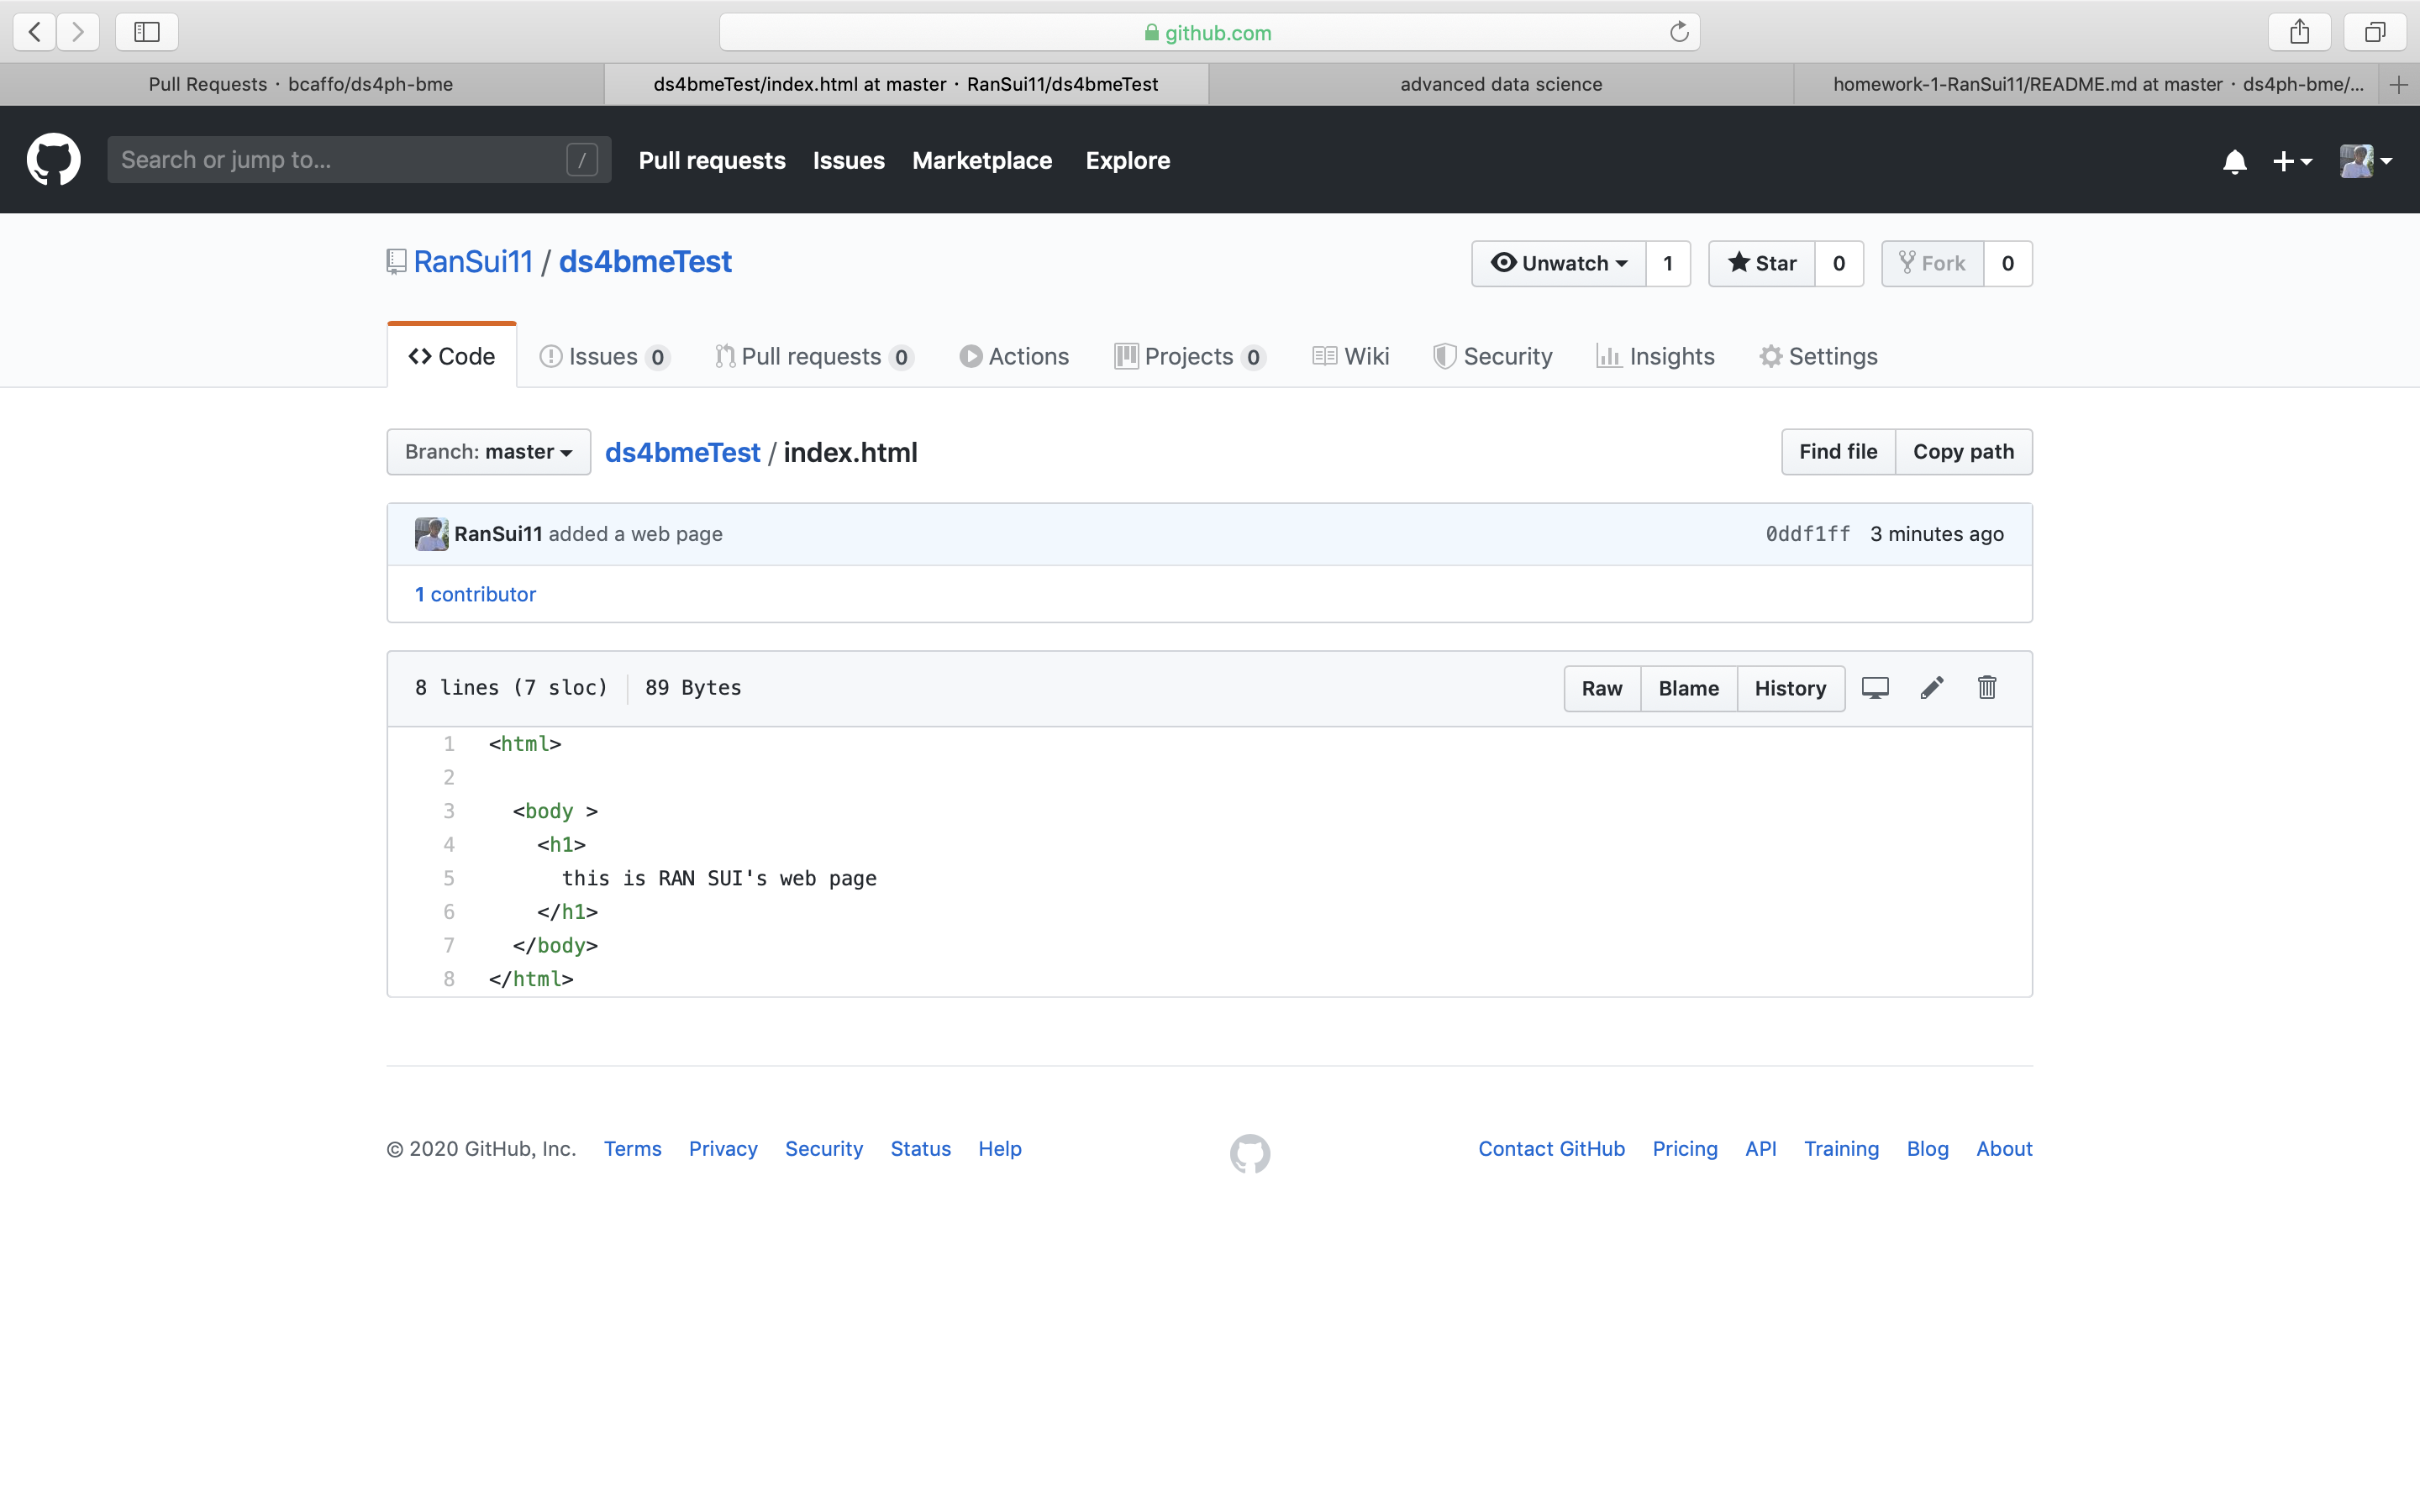 github.com
Pull Requests · bcaffo/ds4ph-bme
ds4bmeTest/index.html at master · RanSui11/ds4bmeTest
advanced data science
homework-1-RanSui11/README.md at master · ds4ph-bme/...
Search or jump to... /
Pull requests Issues Marketplace Explore
RanSui11 / ds4bmeTest
Unwatch 1 Star 0 Fork 0
Code Issues 0 Pull requests 0 Actions Projects 0 Wiki Security Insights Settings
Branch: master ds4bmeTest / index.html Find file Copy path
RanSui11 added a web page 0ddf1ff 3 minutes ago
1 contributor
8 lines (7 sloc) 89 Bytes Raw Blame History
1 <html>
2
3 <body >
4 <h1>
5 this is RAN SUI's web page
6 </h1>
7 </body>
8 </html>
© 2020 GitHub, Inc. Terms Privacy Security Status Help Contact GitHub Pricing API Training Blog About